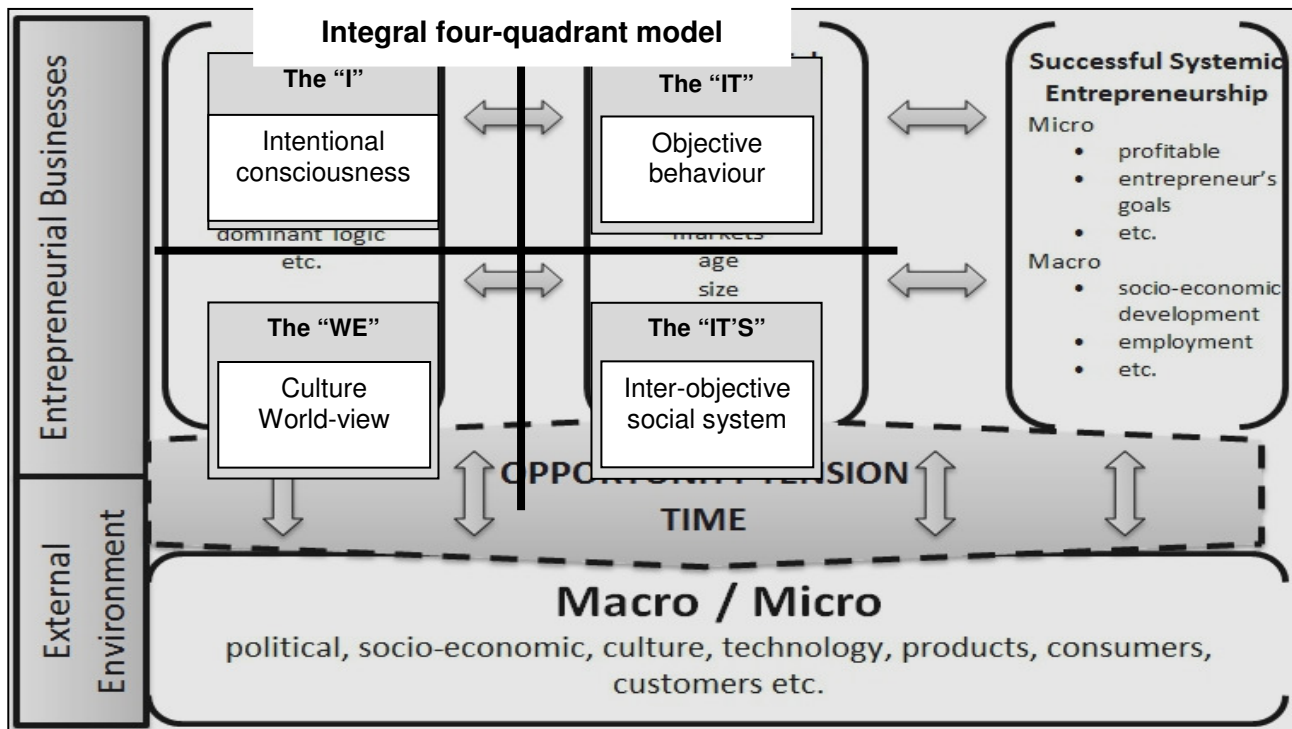 Integral four-quadrant model
Entrepreneurial Businesses
The “I”
Intentional
consciousness
dominant logic
etc.
The “IT”
Objective
behaviour
markets
age
size
The “WE”
Culture
World-view
The “IT’S”
Inter-objective
social system
Successful Systemic
Entrepreneurship
Micro
• profitable
• entrepreneur's
goals
• etc.
Macro
• socio-economic
development
• employment
• etc.
OPPORTUNITY TENSION
TIME
External
Environment
Macro / Micro
political, socio-economic, culture, technology, products, consumers,
customers etc.